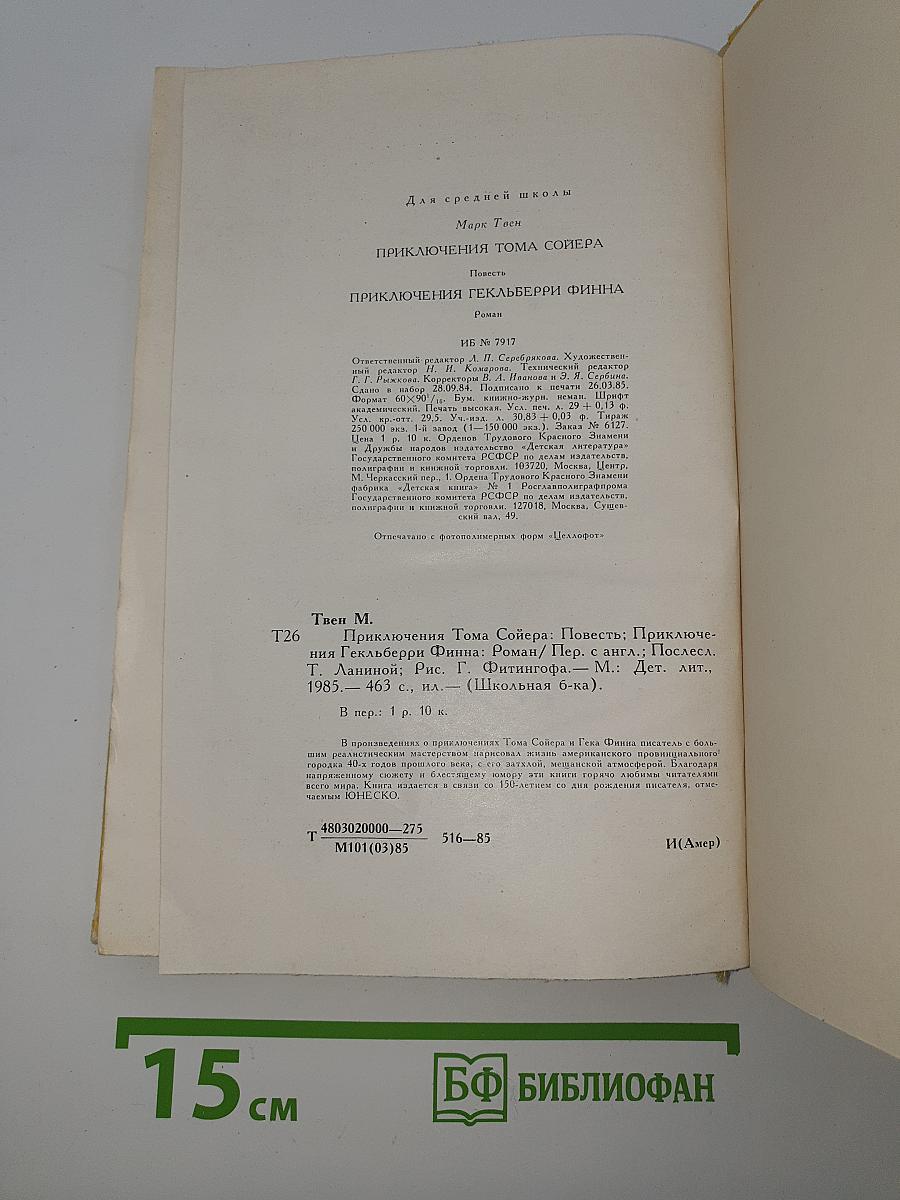 Для средней школы
Марк Твен
ПРИКЛЮЧЕНИЯ ТОМА СОЙЕРА
Повесть
ПРИКЛЮЧЕНИЯ ГЕКЛЬБЕРРИ ФИННА
Роман
ИБ № 7917
Ответственный редактор Л. П. Серебрякова. Художествен-
ный редактор Н. И. Комарова. Технический редактор
Г. Г. Рыжкова. Корректоры В. А. Иванова и Э. Я. Сербина.
Сдано в набор 28.09.84. Подписано к печати 26.03.85.
Формат 60×90¹/₁₆. Бум. книжно-журн. неман. Шрифт
академический. Печать высокая. Усл. печ. л. 29 + 0,13 ф.
Усл. кр.-отт. 29,5. Уч.-изд. л. 30,83 + 0,03 ф. Тираж
250 000 экз. 1-й завод (1—150 000 экз.). Заказ № 6127.
Цена 1 р. 10 к. Орденов Трудового Красного Знамени
и Дружбы народов издательство «Детская литература»
Государственного комитета РСФСР по делам издательств,
полиграфии и книжной торговли. 103720, Москва, Центр,
М. Черкасский пер., 1. Ордена Трудового Красного Знамени
фабрика «Детская книга» № 1 Росглавполиграфпрома
Государственного комитета РСФСР по делам издательств,
полиграфии и книжной торговли. 127018, Москва, Сущев-
ский вал, 49.
Отпечатано с фотополимерных форм «Целлофот»
Твен М.
Т26 Приключения Тома Сойера: Повесть; Приключе-
ния Гекльберри Финна: Роман/ Пер. с англ.; Послесл.
Т. Ланиной; Рис. Г. Фитингофа.— М.: Дет. лит.,
1985.— 463 с., ил.— (Школьная б-ка).
В пер.: 1 р. 10 к.
В произведениях о приключениях Тома Сойера и Гека Финна писатель с боль-
шим реалистическим мастерством нарисовал жизнь американского провинциального
городка 40-х годов прошлого века, с его затхлой, мещанской атмосферой. Благодаря
напряженному сюжету и блестящему юмору эти книги горячо любимы читателями
всего мира. Книга издается в связи со 150-летием со дня рождения писателя, отме-
чаемым ЮНЕСКО.
Т 4803020000—275 516—85
М101(03)85
И(Амер)
15 см
БФ БИБЛИОФАН